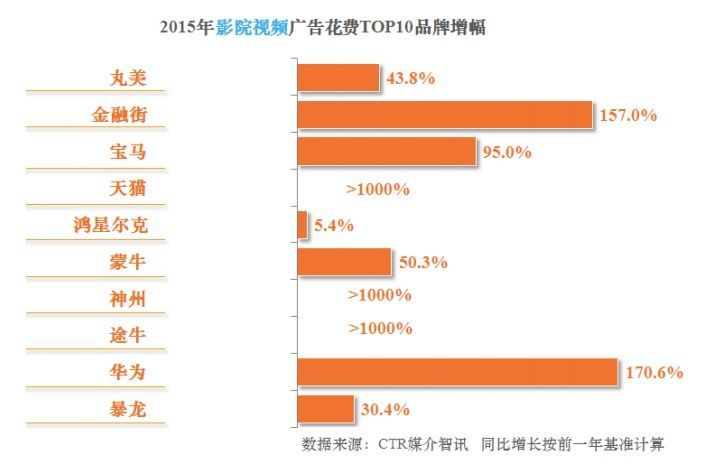 2015年影院视频广告花费TOP10品牌增幅
丸美 43.8%
金融街 157.0%
宝马 95.0%
天猫 >1000%
鸿星尔克 5.4%
蒙牛 50.3%
神州 >1000%
途牛 >1000%
华为 170.6%
暴龙 30.4%
数据来源：CTR媒介智讯 同比增长按前一年基准计算